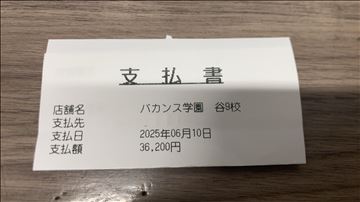 支払書
店舗名 バカンス学園 谷9校
支払先
支払日 2025年06月10日
支払額 36,200円